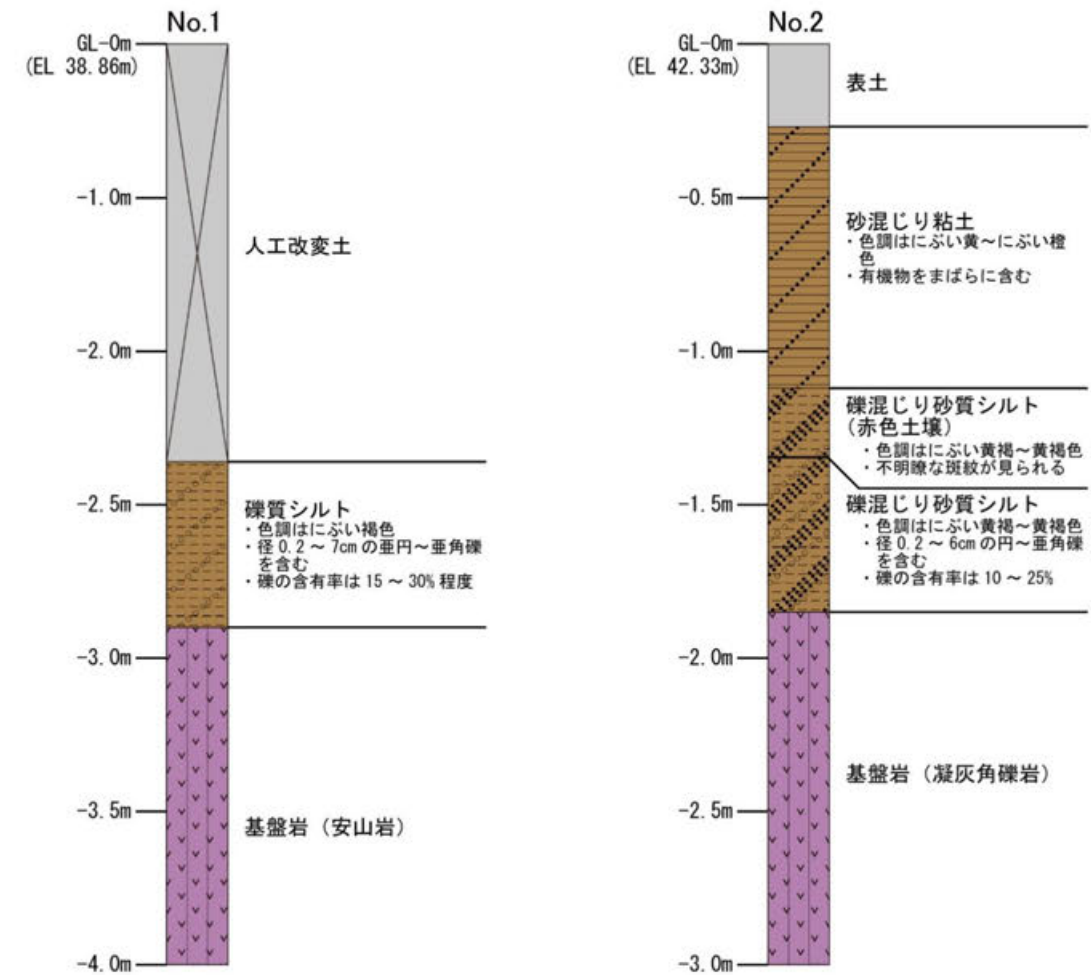 No.1
GL-0m
(EL 38.86m)
-1.0m
-2.0m
-2.5m
-3.0m
-3.5m
-4.0m
人工改変土
礫質シルト
・色調はにぶい褐色
・径 0.2 ~ 7cm の亜円~亜角礫
を含む
・礫の含有率は 15 ~ 30% 程度
基盤岩（安山岩）
No.2
GL-0m
(EL 42.33m)
-0.5m
-1.0m
-1.5m
-2.0m
-2.5m
-3.0m
表土
砂混じり粘土
・色調はにぶい黄~にぶい橙
色
・有機物をまばらに含む
礫混じり砂質シルト
(赤色土壌)
・色調はにぶい黄褐~黄褐色
・不明瞭な斑紋が見られる
礫混じり砂質シルト
・色調はにぶい黄褐~黄褐色
・径 0.2 ~ 6cm の円~亜角礫
を含む
・礫の含有率は 10 ~ 25%
基盤岩（凝灰角礫岩）